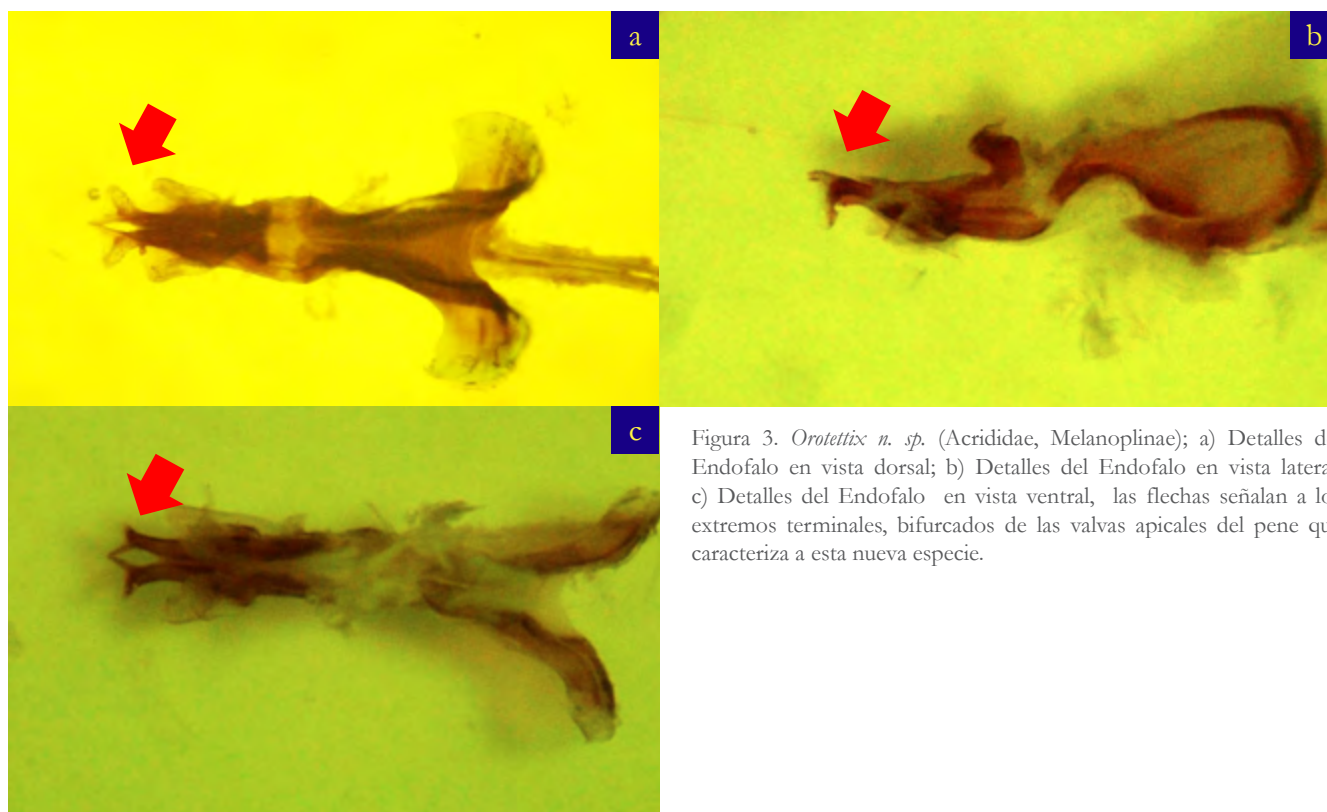 a
b
c
Figura 3. Orotettix n. sp. (Acrididae, Melanoplinae); a) Detalles d
Endofalo en vista dorsal; b) Detalles del Endofalo en vista latera
c) Detalles del Endofalo en vista ventral, las flechas señalan a lo
extremos terminales, bifurcados de las valvas apicales del pene qu
caracteriza a esta nueva especie.